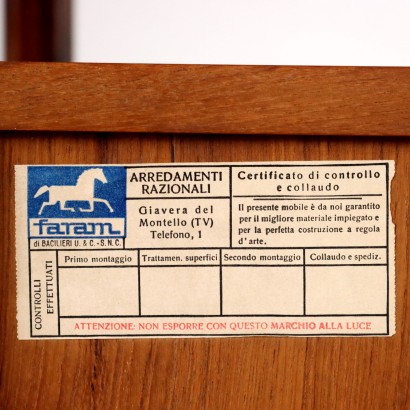 faram
di BACILIERI U. & C. - S.N.C.
ARREDAMENTI
RAZIONALI
Giavera del
Montello (TV)
Telefono, 1
Certificato di controllo
e collaudo
Il presente mobile è da noi garantito
per il migliore materiale impiegato e
per la perfetta costruzione a regola
d'arte.
CONTROLLI
EFFETTUATI
Primo montaggio
Trattamen. superfici
Secondo montaggio
Collaudo e spediz.
ATTENZIONE: NON ESPORRE CON QUESTO MARCHIO ALLA LUCE